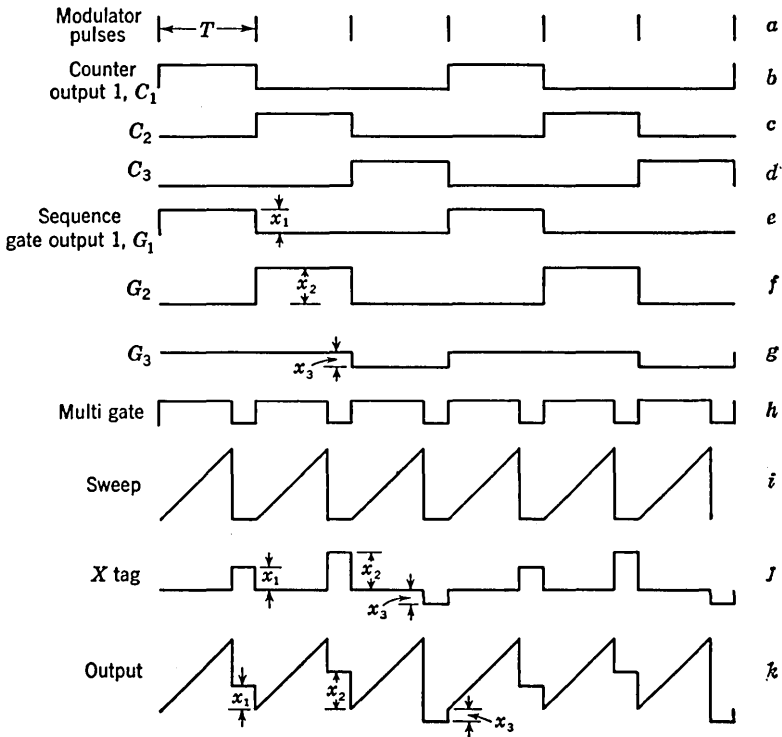 Modulator
pulses
T
a
Counter
output 1, C₁
b
C₂
c
C₃
d
Sequence
gate output 1, G₁
x₁
e
G₂
x₂
f
G₃
x₃
g
Multi gate
h
Sweep
i
X tag
x₁
x₂
x₃
J
Output
x₁
x₂
x₃
k